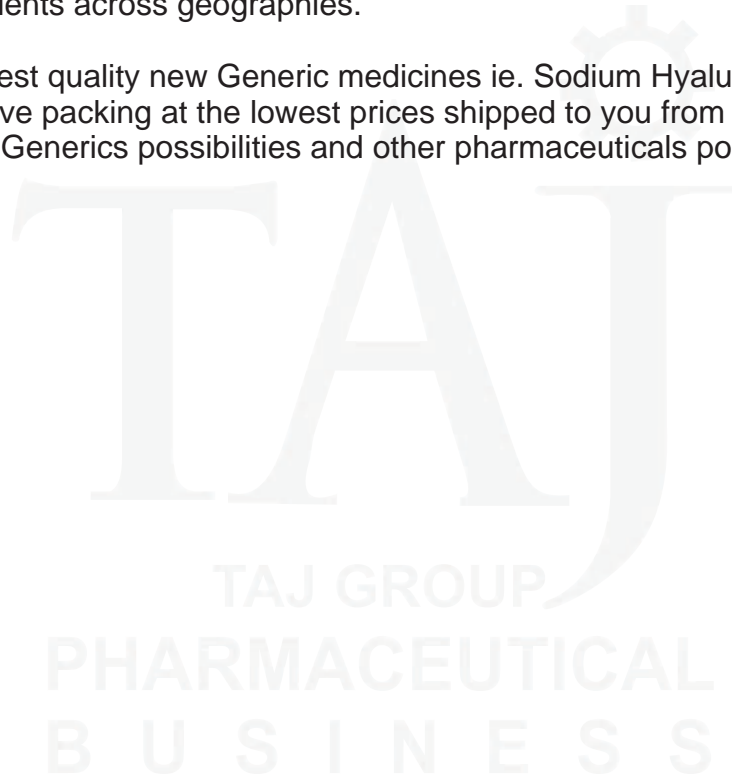 ents across geographies.
est quality new Generic medicines ie. Sodium Hyalu
ve packing at the lowest prices shipped to you from
Generics possibilities and other pharmaceuticals po
TAJ
TAJ GROUP
PHARMACEUTICAL
BUSINESS